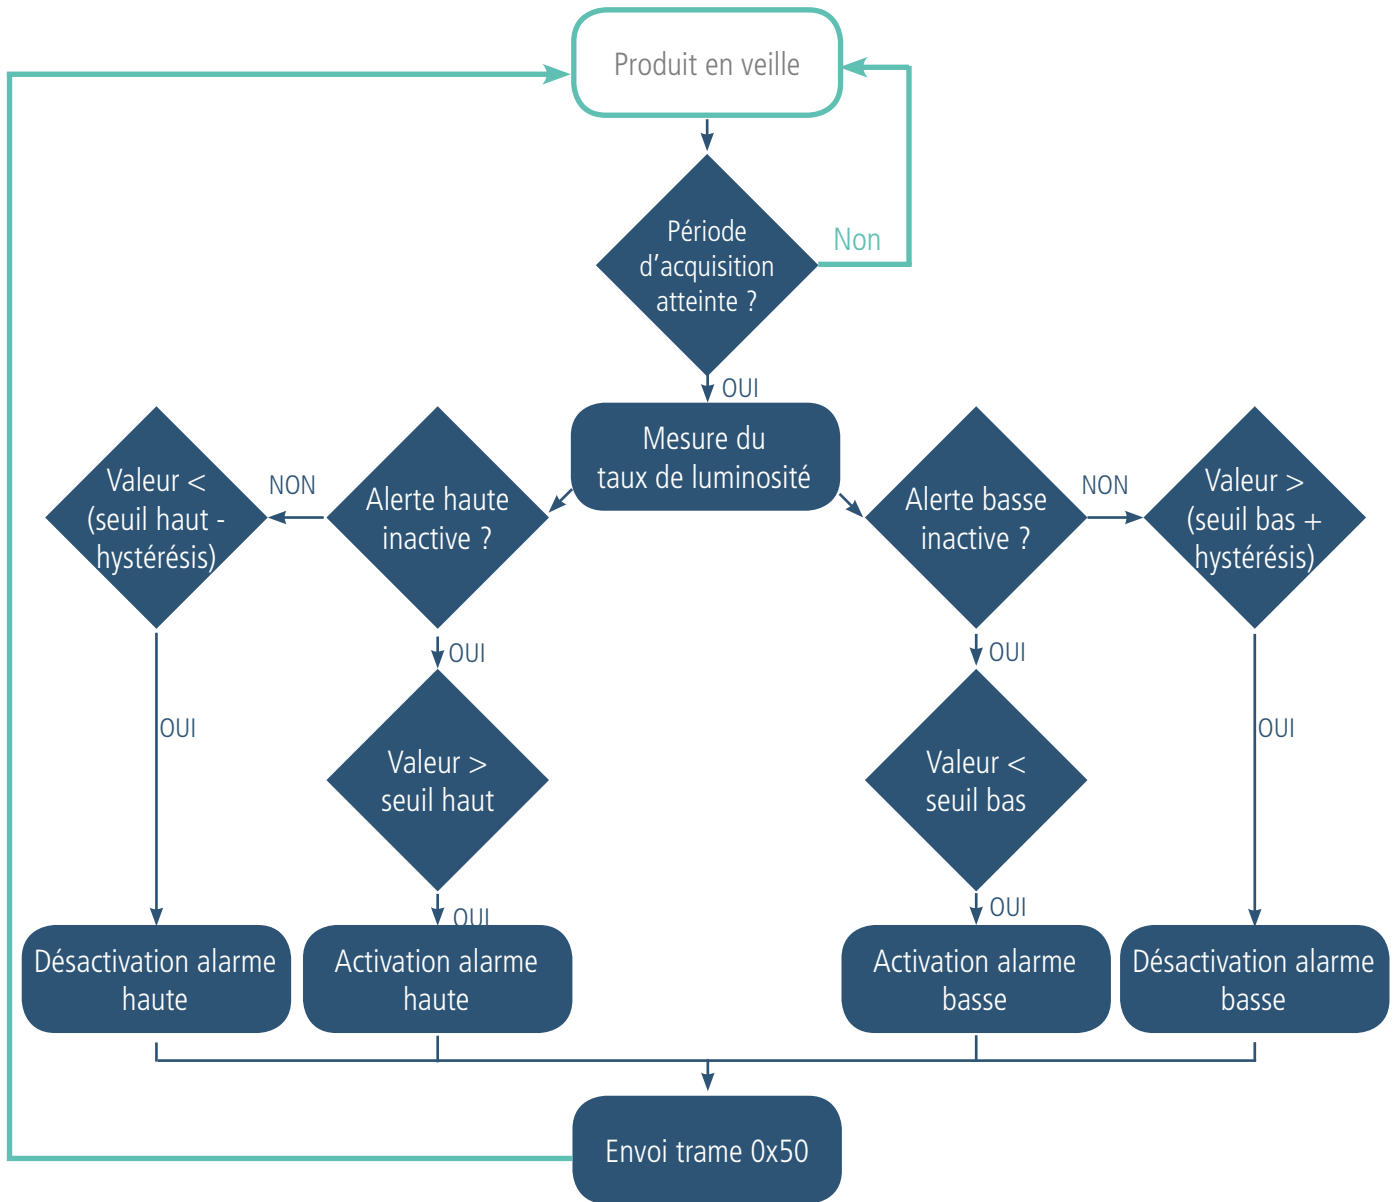 Produit en veille
Période
d’acquisition
atteinte ?
Non
OUI
Mesure du
taux de luminosité
Valeur <
(seuil haut -
hystérésis)
NON
Alerte haute
inactive ?
Alerte basse
inactive ?
NON
Valeur >
(seuil bas +
hystérésis)
OUI
OUI
OUI
Valeur >
seuil haut
Valeur <
seuil bas
OUI
OUI
OUI
Désactivation alarme
haute
Activation alarme
haute
Activation alarme
basse
Désactivation alarme
basse
Envoi trame 0x50